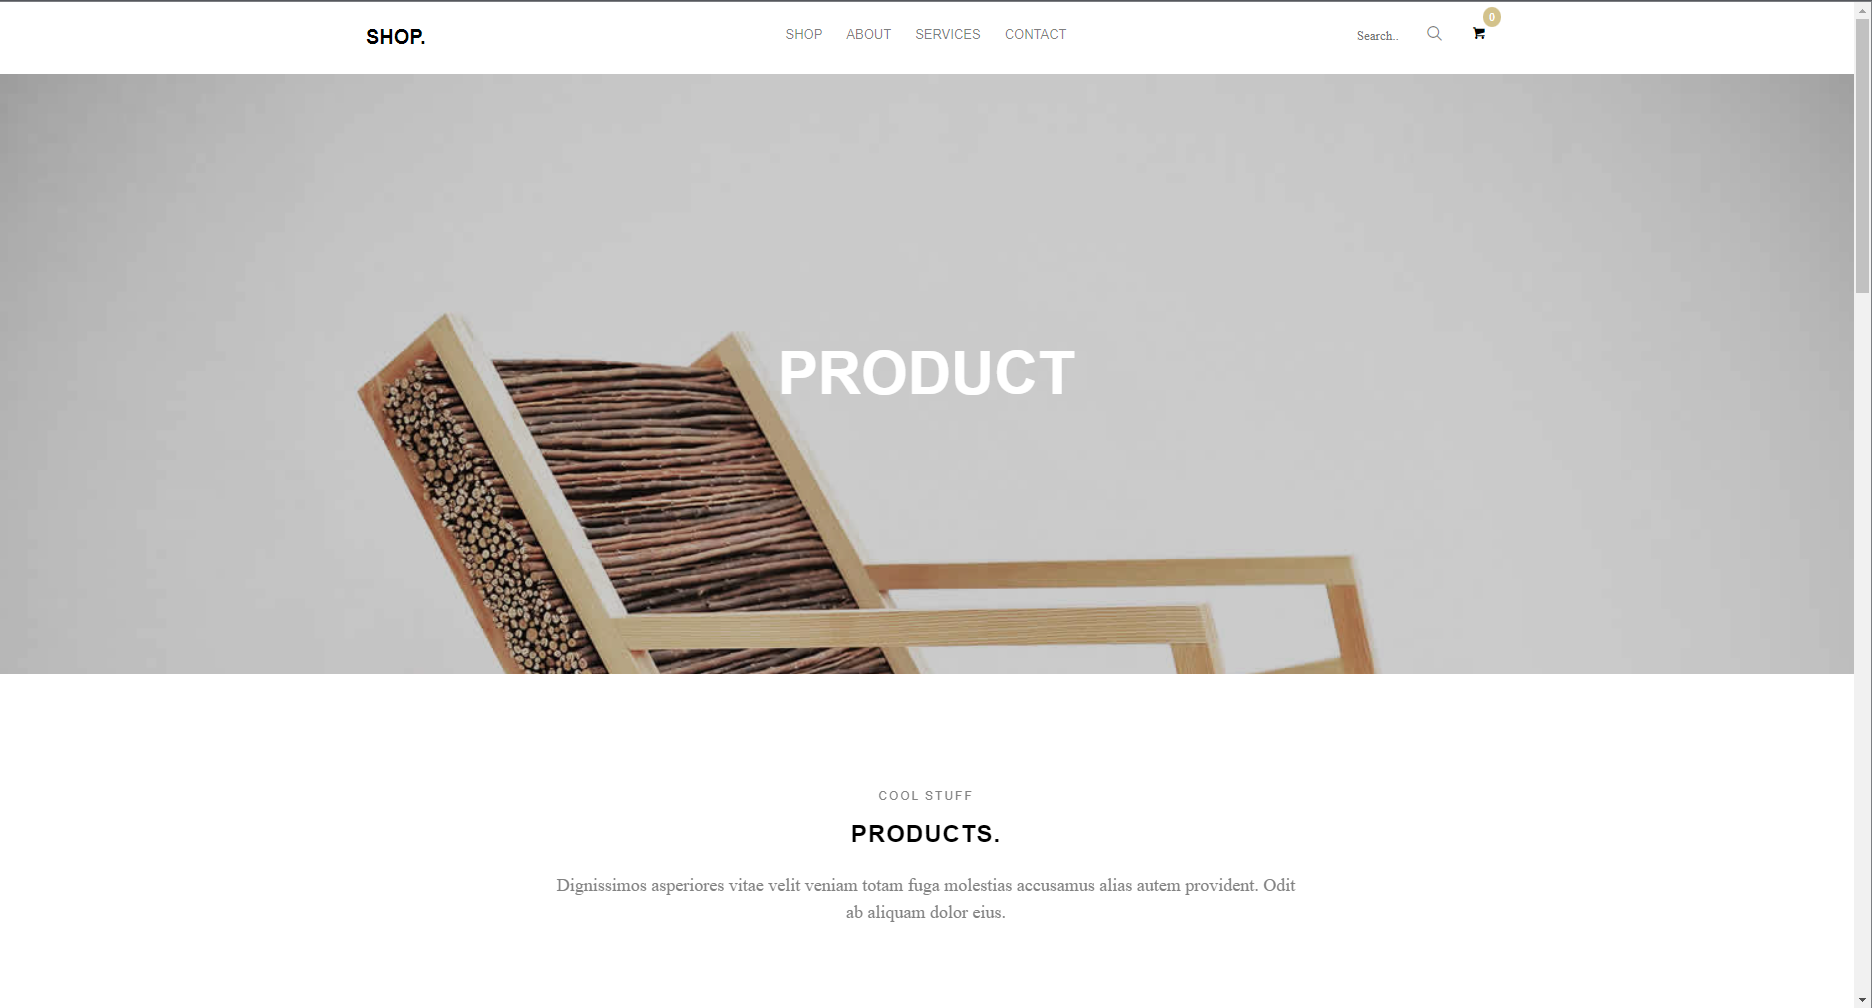 SHOP.
SHOP ABOUT SERVICES CONTACT
Search..
0
PRODUCT
COOL STUFF
PRODUCTS.
Dignissimos asperiores vitae velit veniam totam fuga molestias accusamus alias autem provident. Odit
ab aliquam dolor eius.